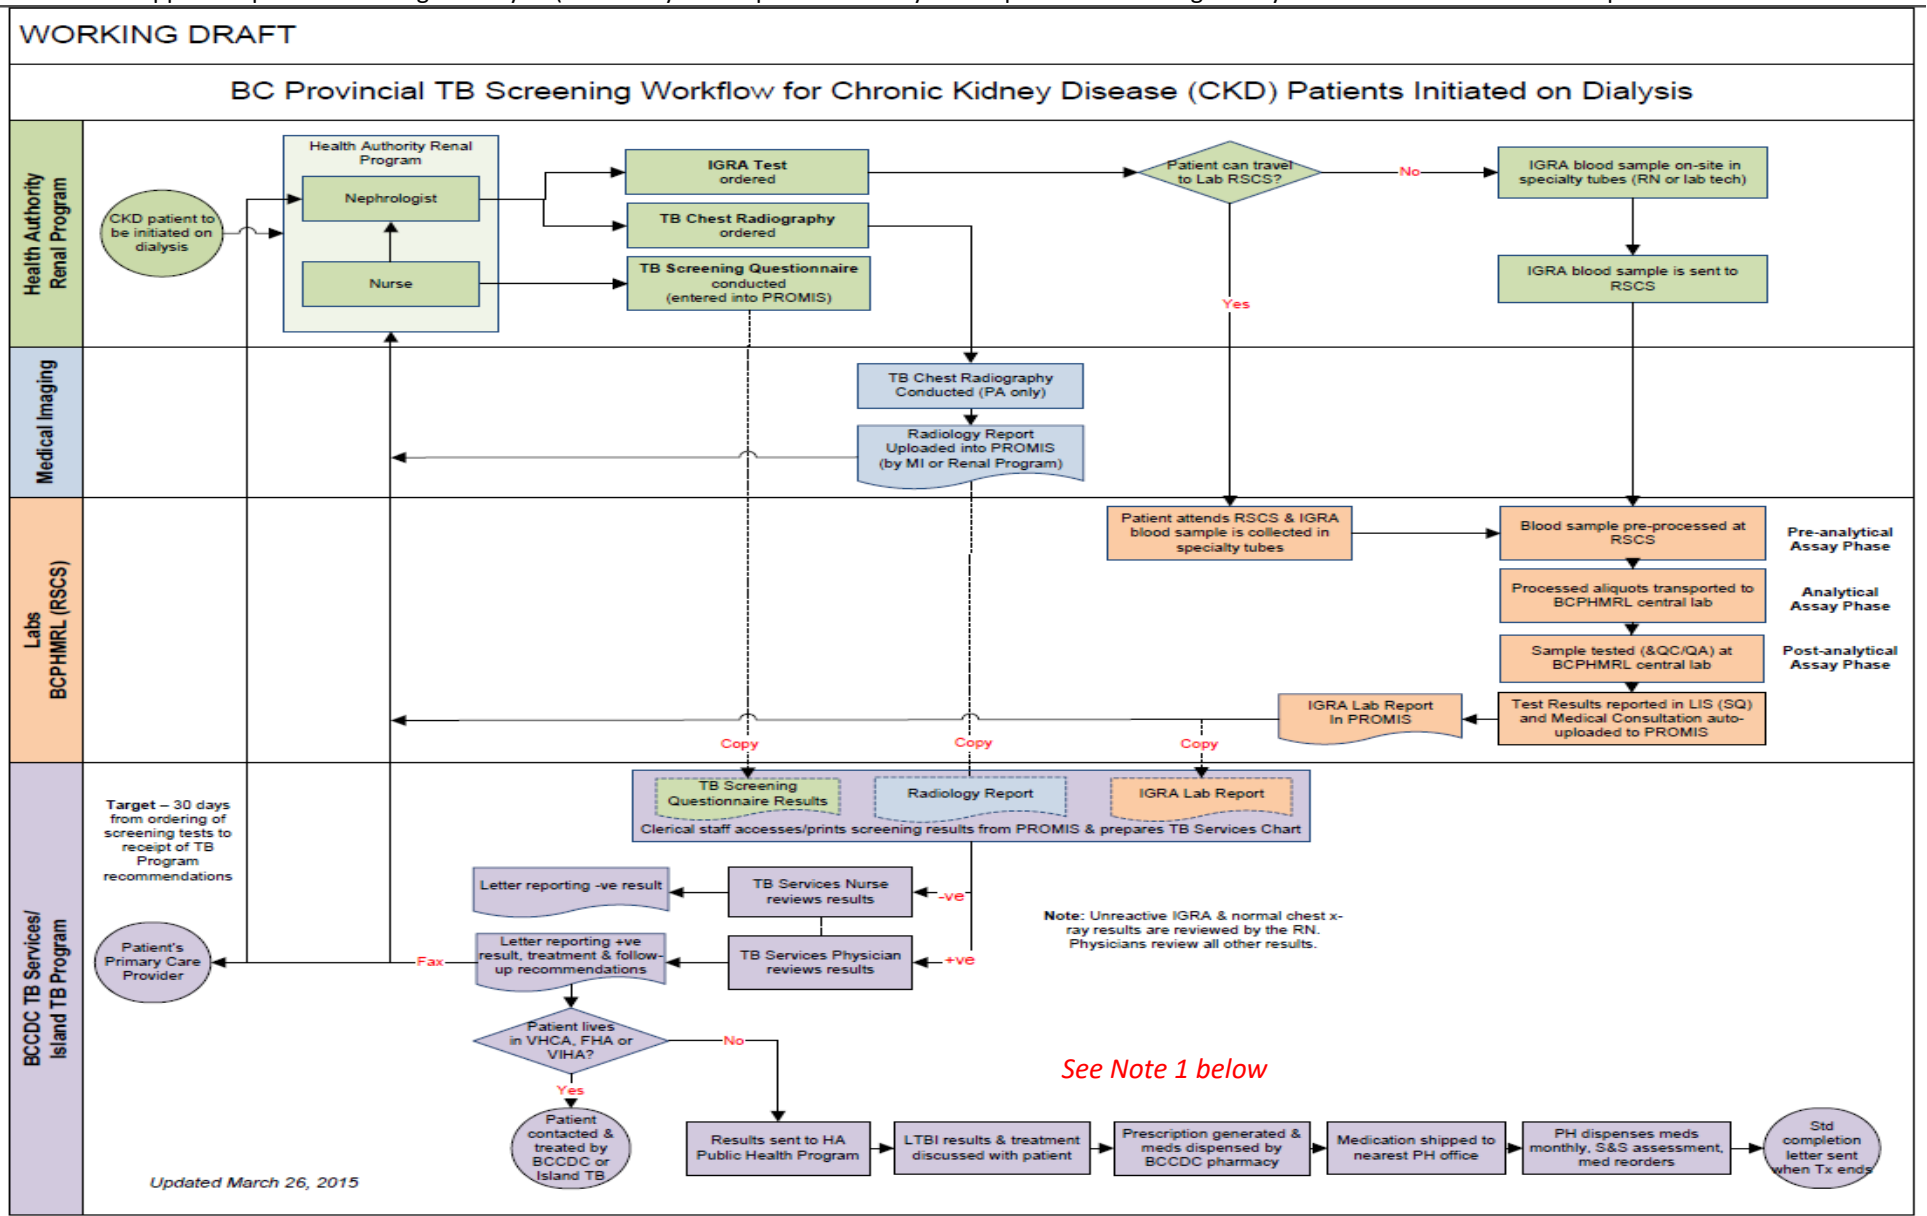 WORKING DRAFT
BC Provincial TB Screening Workflow for Chronic Kidney Disease (CKD) Patients Initiated on Dialysis
Health Authority
Renal Program
CKD patient to
be initiated on
dialysis
Health Authority Renal
Program
Nephrologist
Nurse
IGRA Test
ordered
TB Chest Radiography
ordered
TB Screening Questionnaire
conducted
(entered into PROMIS)
Patient can travel
to Lab RSCS?
No
Yes
IGRA blood sample on-site in
specialty tubes (RN or lab tech)
IGRA blood sample is sent to
RSCS
Medical Imaging
TB Chest Radiography
Conducted (PA only)
Radiology Report
Uploaded into PROMIS
(by MI or Renal Program)
Labs
BCPHMRL (RSCS)
Patient attends RSCS & IGRA
blood sample is collected in
specialty tubes
Blood sample pre-processed at
RSCS
Pre-analytical
Assay Phase
Processed aliquots transported to
BCPHMRL central lab
Analytical
Assay Phase
Sample tested (&QC/QA) at
BCPHMRL central lab
Post-analytical
Assay Phase
Test Results reported in LIS (SQ)
and Medical Consultation auto-
uploaded to PROMIS
IGRA Lab Report
In PROMIS
Copy
Copy
Copy
BCCDC TB Services/
Island TB Program
TB Screening
Questionnaire Results
Radiology Report
IGRA Lab Report
Clerical staff accesses/prints screening results from PROMIS & prepares TB Services Chart
Target – 30 days
from ordering of
screening tests to
receipt of TB
Program
recommendations
Letter reporting -ve result
TB Services Nurse
reviews results
-ve
Note: Unreactive IGRA & normal chest x-
ray results are reviewed by the RN.
Physicians review all other results.
Patient's
Primary Care
Provider
Fax
Letter reporting +ve
result, treatment & follow-
up recommendations
TB Services Physician
reviews results
+ve
Patient lives
in VHCA, FHA or
VIHA?
No
Yes
See Note 1 below
Patient
contacted &
treated by
BCCDC or
Island TB
Results sent to HA
Public Health Program
LTBI results & treatment
discussed with patient
Prescription generated &
meds dispensed by
BCCDC pharmacy
Medication shipped to
nearest PH office
PH dispenses meds
monthly, S&S assessment,
med reorders
Std
completion
letter sent
when Tx ends
Updated March 26, 2015